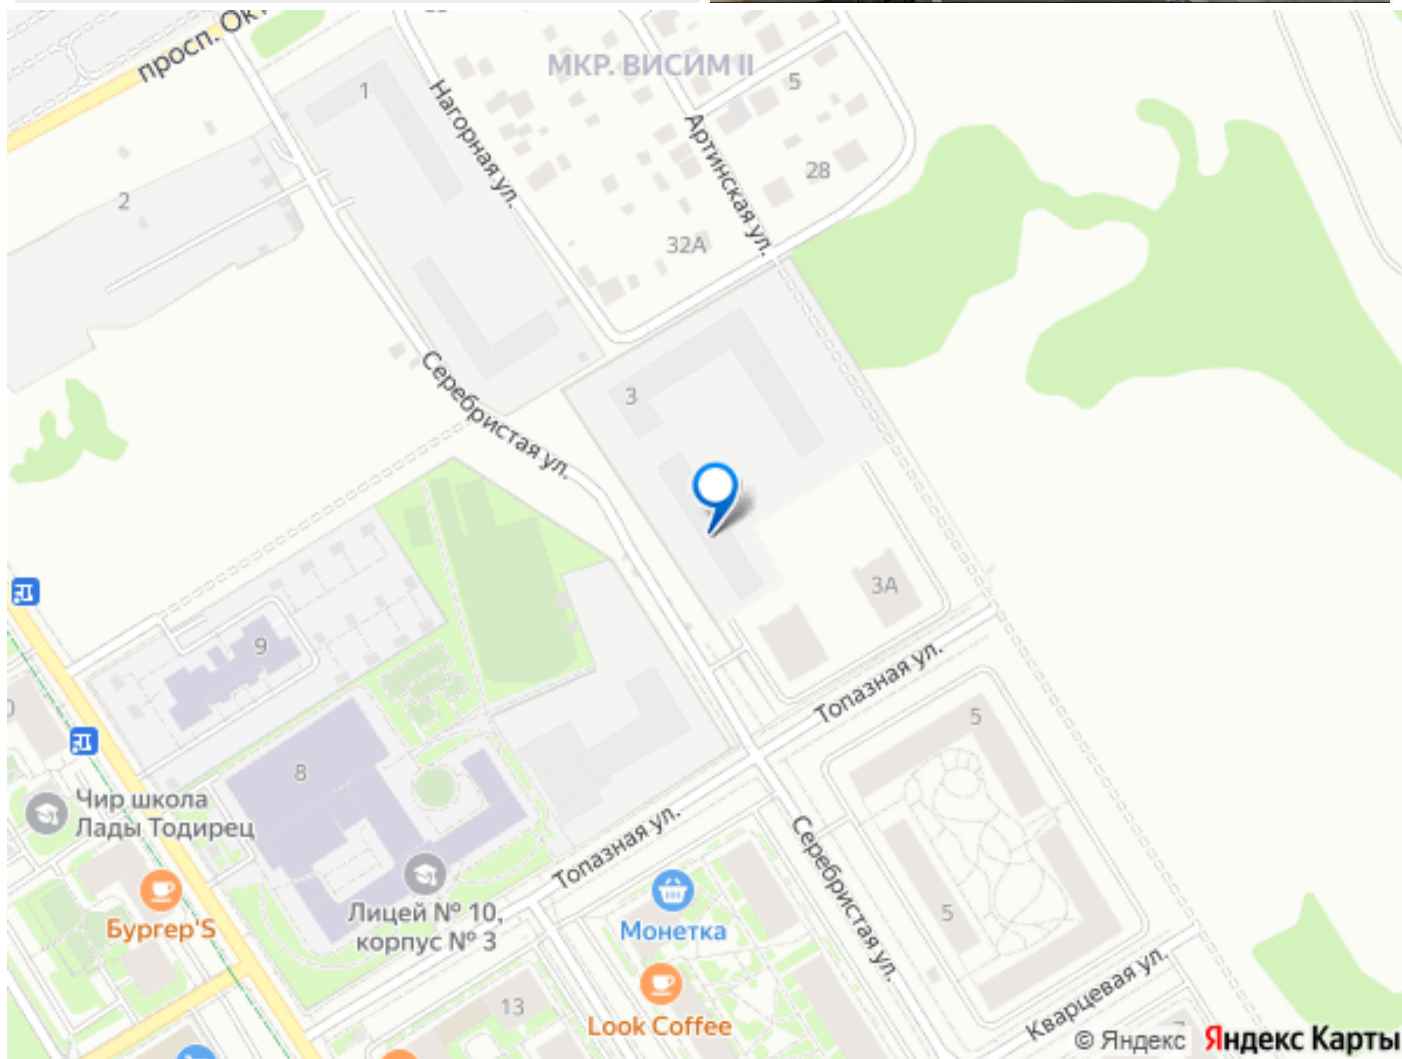 просп. Окт
МКР. ВИСИМ II
1
5
Нагорная ул.
Артинская ул.
28
2
32А
Серебристая ул.
3
3А
9
Топазная ул.
5
8
Чир школа
Лады Тодирец
Топазная ул.
Серебристая ул.
Лицей № 10,
корпус № 3
Бургер'S
Монетка
5
13
Look Coffee
Кварцевая ул.
© Яндекс Яндекс Карты